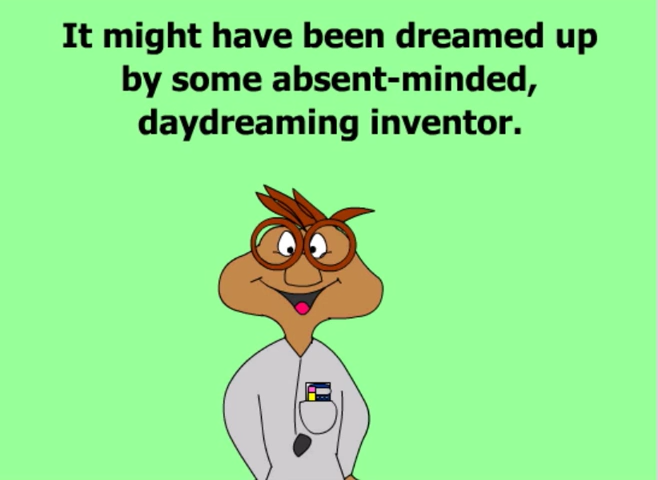 It might have been dreamed up
by some absent-minded,
daydreaming inventor.